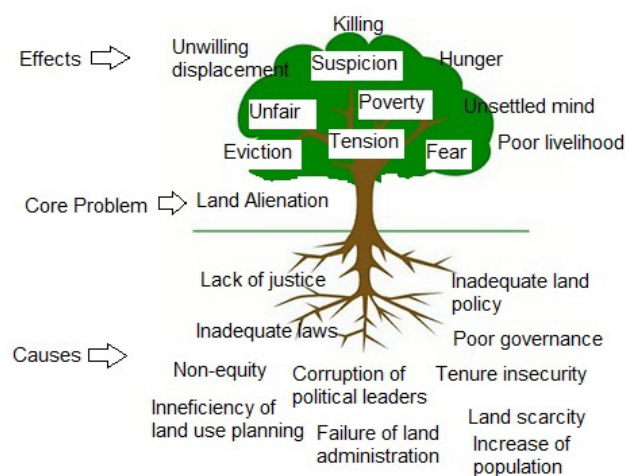 Killing
Effects
Unwilling
displacement
Suspicion
Hunger
Unfair
Poverty
Unsettled mind
Eviction
Tension
Fear
Poor livelihood
Core Problem
Land Alienation
Lack of justice
Inadequate land
policy
Inadequate laws
Poor governance
Causes
Non-equity
Corruption of
political leaders
Tenure insecurity
Inneficiency of
land use planning
Failure of land
administration
Land scarcity
Increase of
population